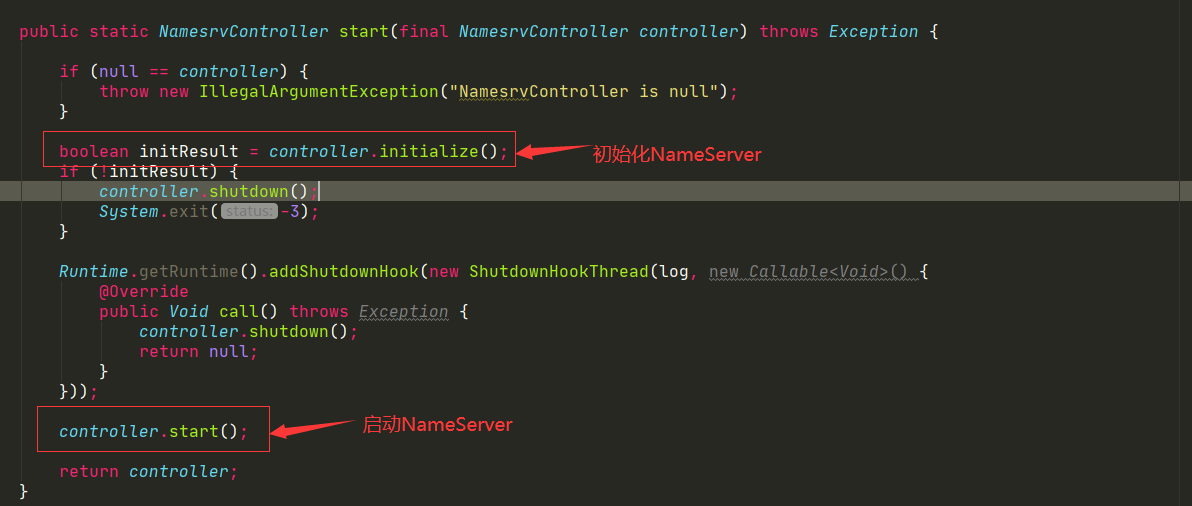 public static NamesrvController start(final NamesrvController controller) throws Exception {
if (null == controller) {
throw new IllegalArgumentException("NamesrvController is null");
}
boolean initResult = controller.initialize(); 初始化NameServer
if (!initResult) {
controller.shutdown();
System.exit( status: -3);
}
Runtime.getRuntime().addShutdownHook(new ShutdownHookThread(log, new Callable<Void>() {
@Override
public Void call() throws Exception {
controller.shutdown();
return null;
}
}));
controller.start(); 启动NameServer
return controller;
}